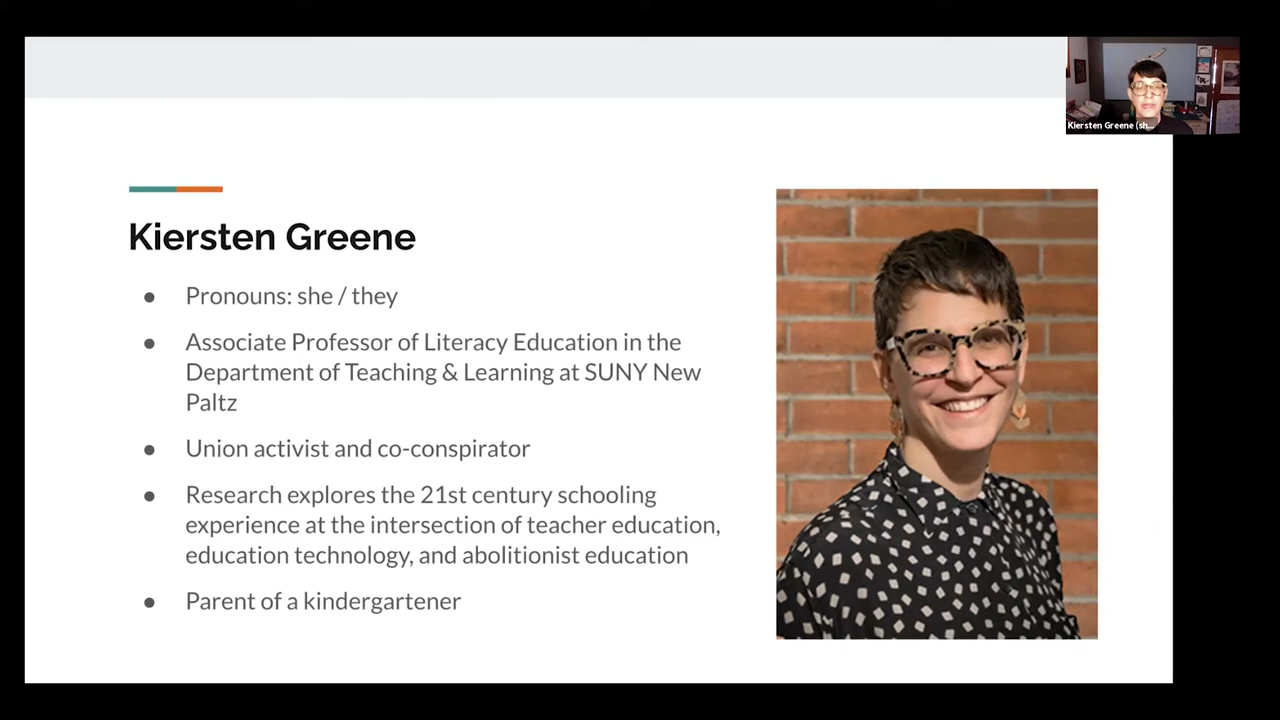 Kiersten Greene (sh...
Kiersten Greene
● Pronouns: she / they
● Associate Professor of Literacy Education in the
Department of Teaching & Learning at SUNY New
Paltz
● Union activist and co-conspirator
● Research explores the 21st century schooling
experience at the intersection of teacher education,
education technology, and abolitionist education
● Parent of a kindergartener